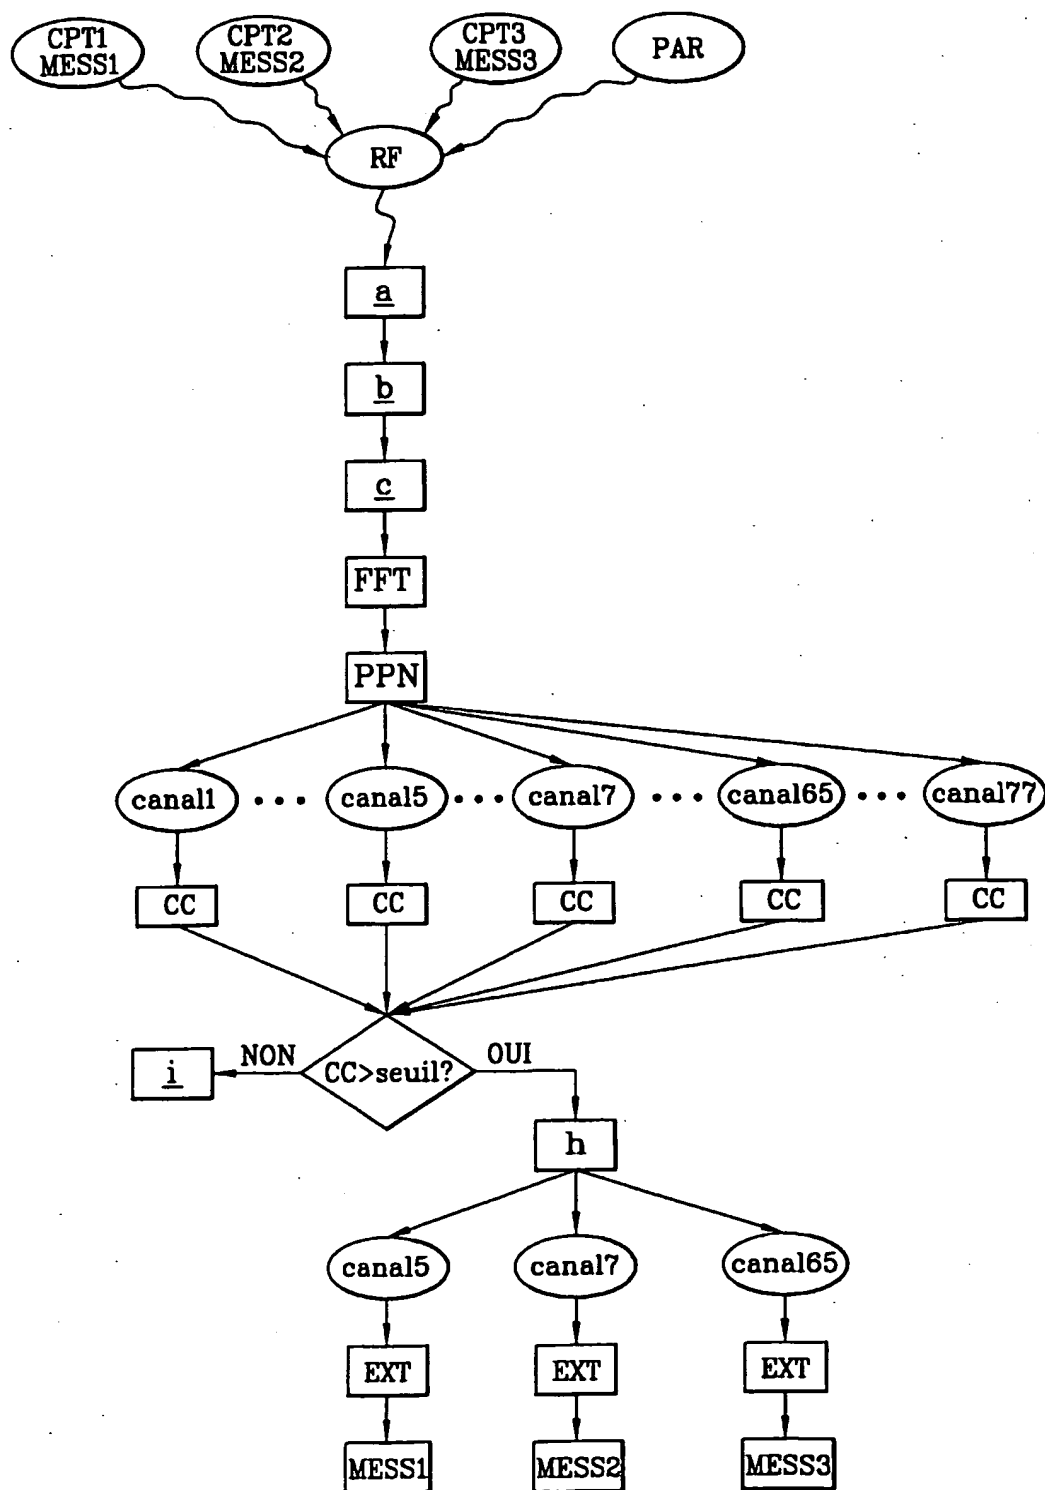 CPT1
MESS1
CPT2
MESS2
CPT3
MESS3
PAR
RF
a
b
c
FFT
PPN
canal1 ... canal5 ... canal7 ... canal65 ... canal77
CC CC CC CC CC
i NON CC>seuil? OUI
h
canal5 canal7 canal65
EXT EXT EXT
MESS1 MESS2 MESS3